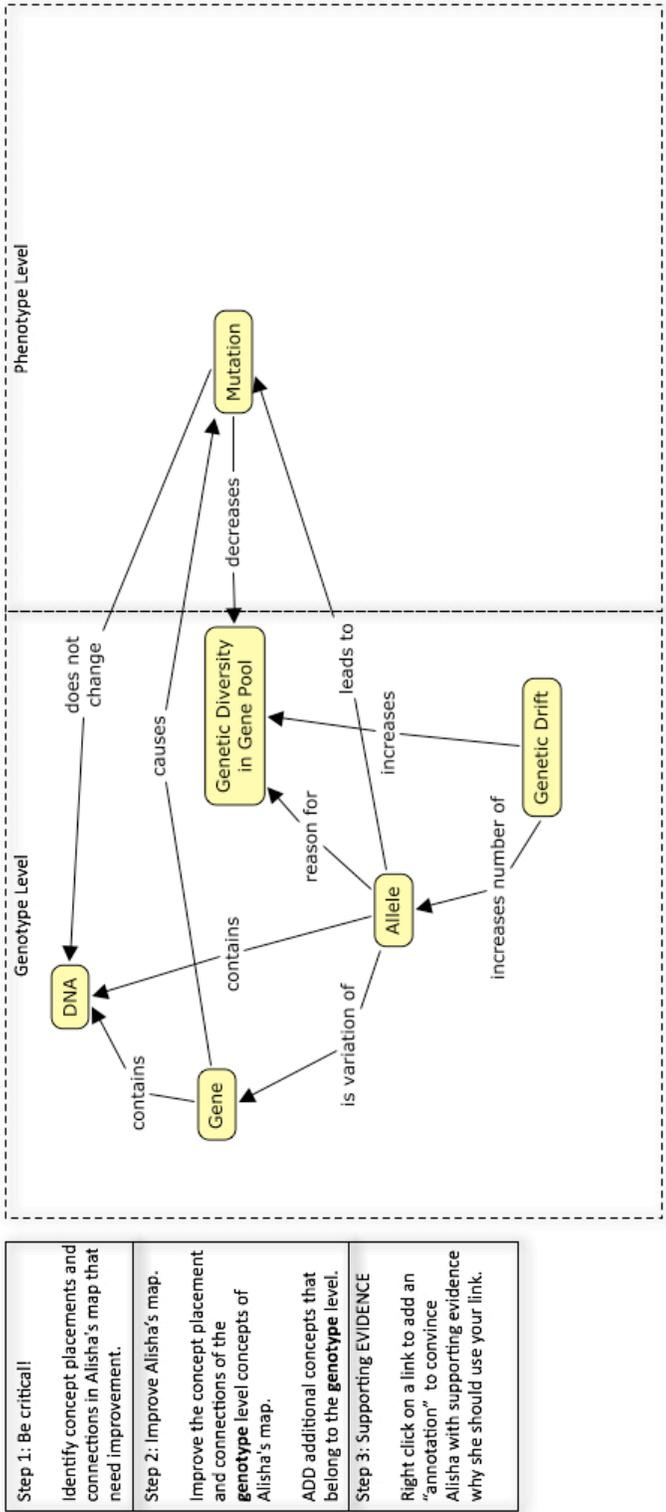 Step 1: Be critical!
Identify concept placements and
connections in Alisha's map that
need improvement.
Step 2: Improve Alisha's map.
Improve the concept placement
and connections of the
genotype level concepts of
Alisha's map.
ADD additional concepts that
belong to the genotype level.
Step 3: Supporting EVIDENCE
Right click on a link to add an
"annotation" to convince
Alisha with supporting evidence
why she should use your link.
Genotype Level
Phenotype Level
DNA
does not
change
contains
causes
Gene
contains
Genetic Diversity
in Gene Pool
decreases
Mutation
reason for
is variation of
leads to
Allele
increases
increases number of
Genetic Drift